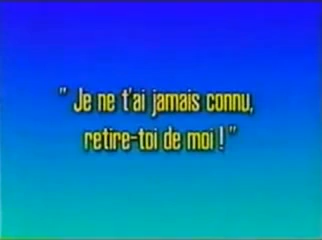 " Je ne t'ai jamais connu,
retire-toi de moi ! "